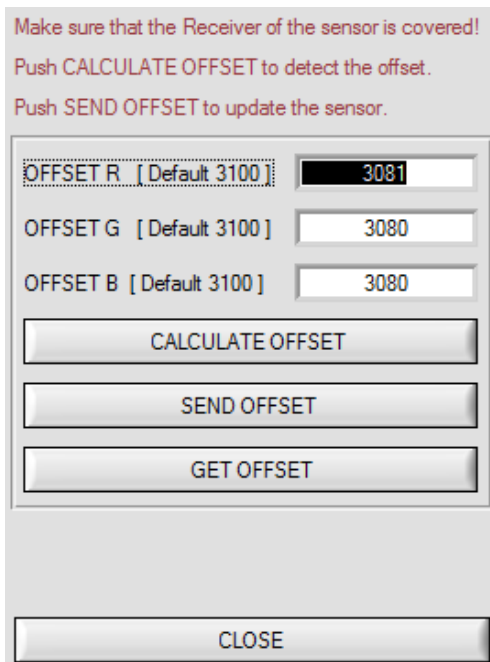 Make sure that the Receiver of the sensor is covered!
Push CALCULATE OFFSET to detect the offset.
Push SEND OFFSET to update the sensor.
OFFSET R [ Default 3100 ] 3081
OFFSET G [ Default 3100 ] 3080
OFFSET B [ Default 3100 ] 3080
CALCULATE OFFSET
SEND OFFSET
GET OFFSET
CLOSE